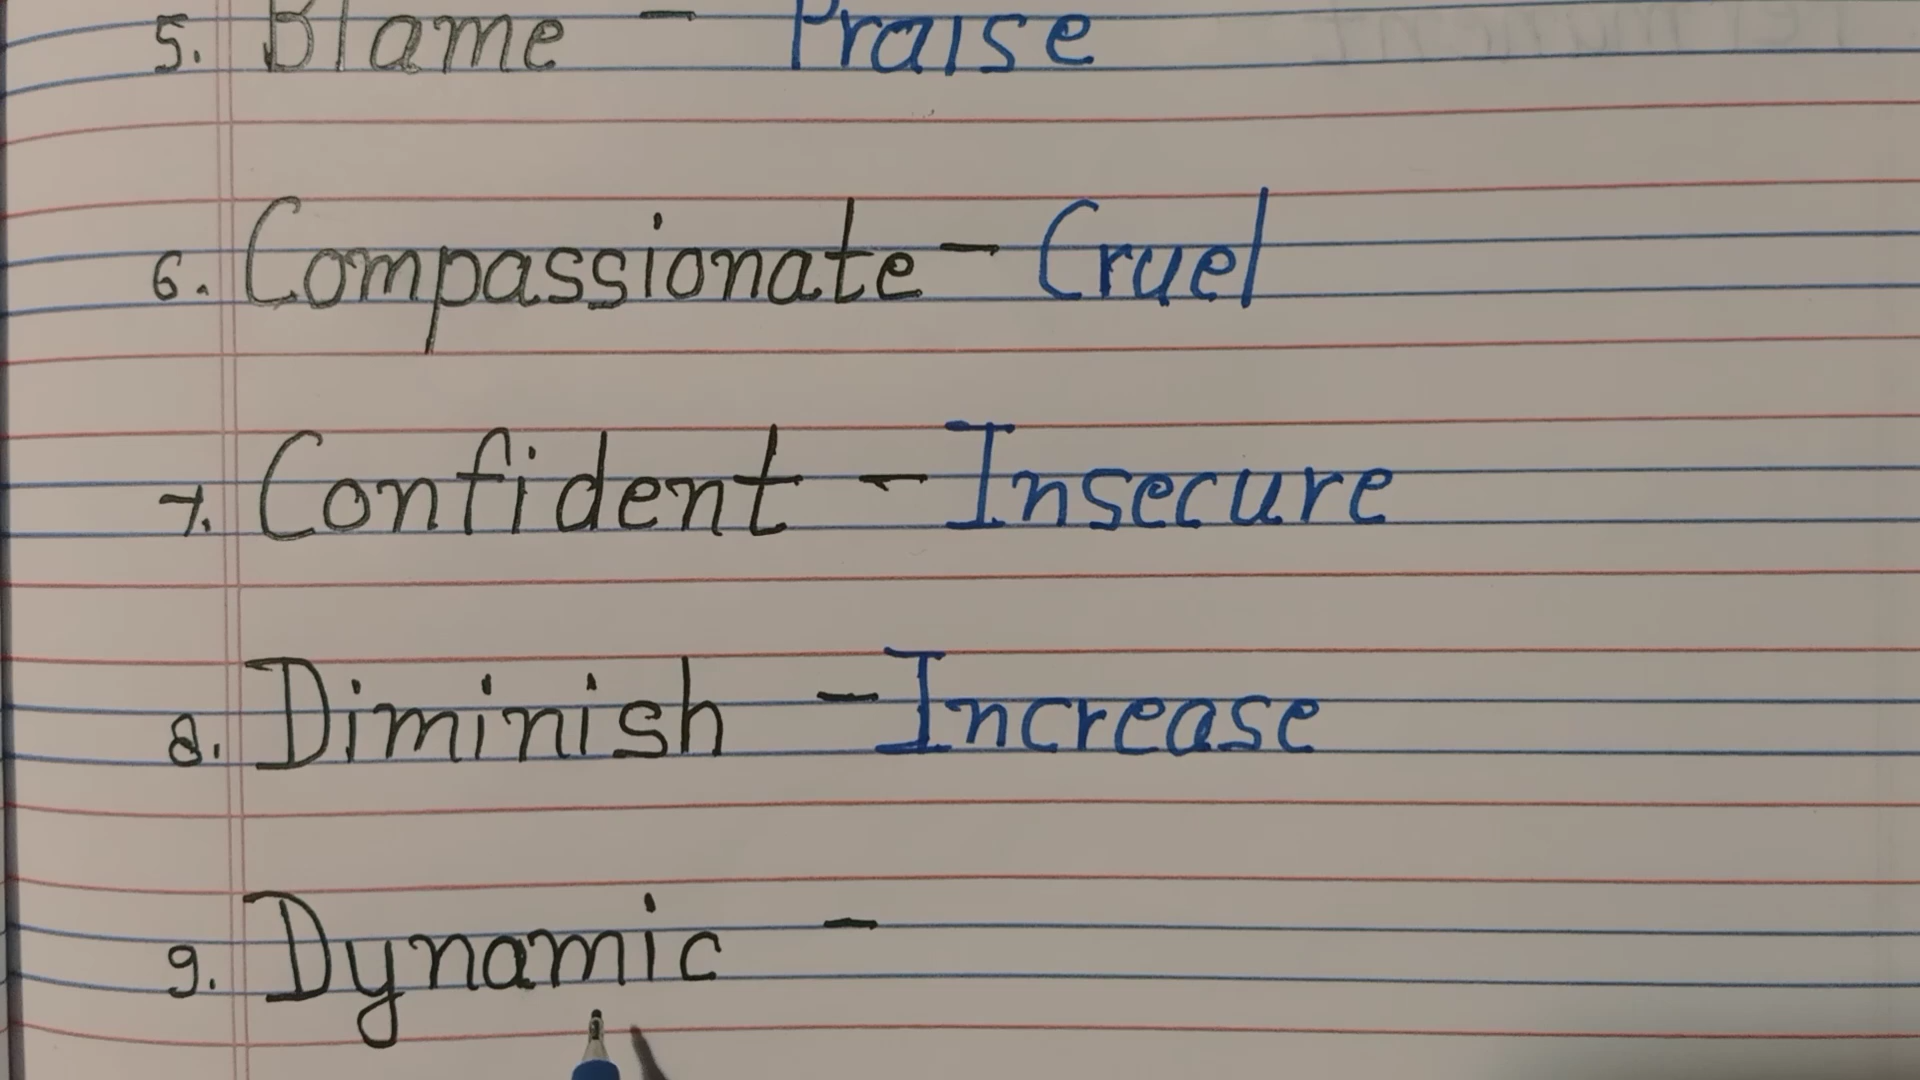 5. Blame - Praise
6. Compassionate - Cruel
7. Confident - Insecure
8. Diminish - Increase
9. Dynamic -